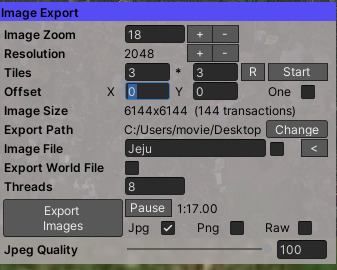 Image Export
Image Zoom 18 + -
Resolution 2048 + -
Tiles 3 * 3 R Start
Offset X 0 Y 0 One
Image Size 6144x6144 (144 transactions)
Export Path C:/Users/movie/Desktop Change
Image File Jeju <
Export World File
Threads 8
Export Images Pause 1:17.00
Jpg Png Raw
Jpeg Quality 100